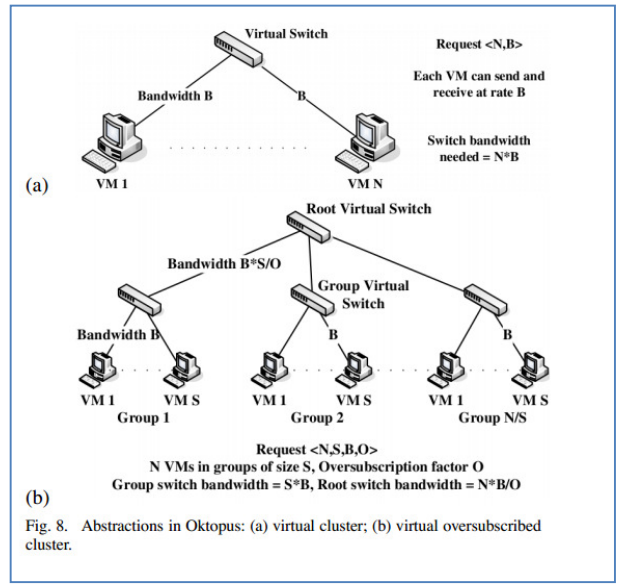 Virtual Switch
Request <N,B>
Each VM can send and
receive at rate B
Bandwidth B
B
Switch bandwidth
needed = N*B
VM 1
VM N
(a)
Root Virtual Switch
Bandwidth B*S/O
Group Virtual
Switch
Bandwidth B
B
B
VM 1 VM S VM 1 VM S VM 1 VM S
Group 1 Group 2 Group N/S
Request <N,S,B,O>
N VMs in groups of size S, Oversubscription factor O
Group switch bandwidth = S*B, Root switch bandwidth = N*B/O
(b)
Fig. 8. Abstractions in Oktopus: (a) virtual cluster; (b) virtual oversubscribed
cluster.